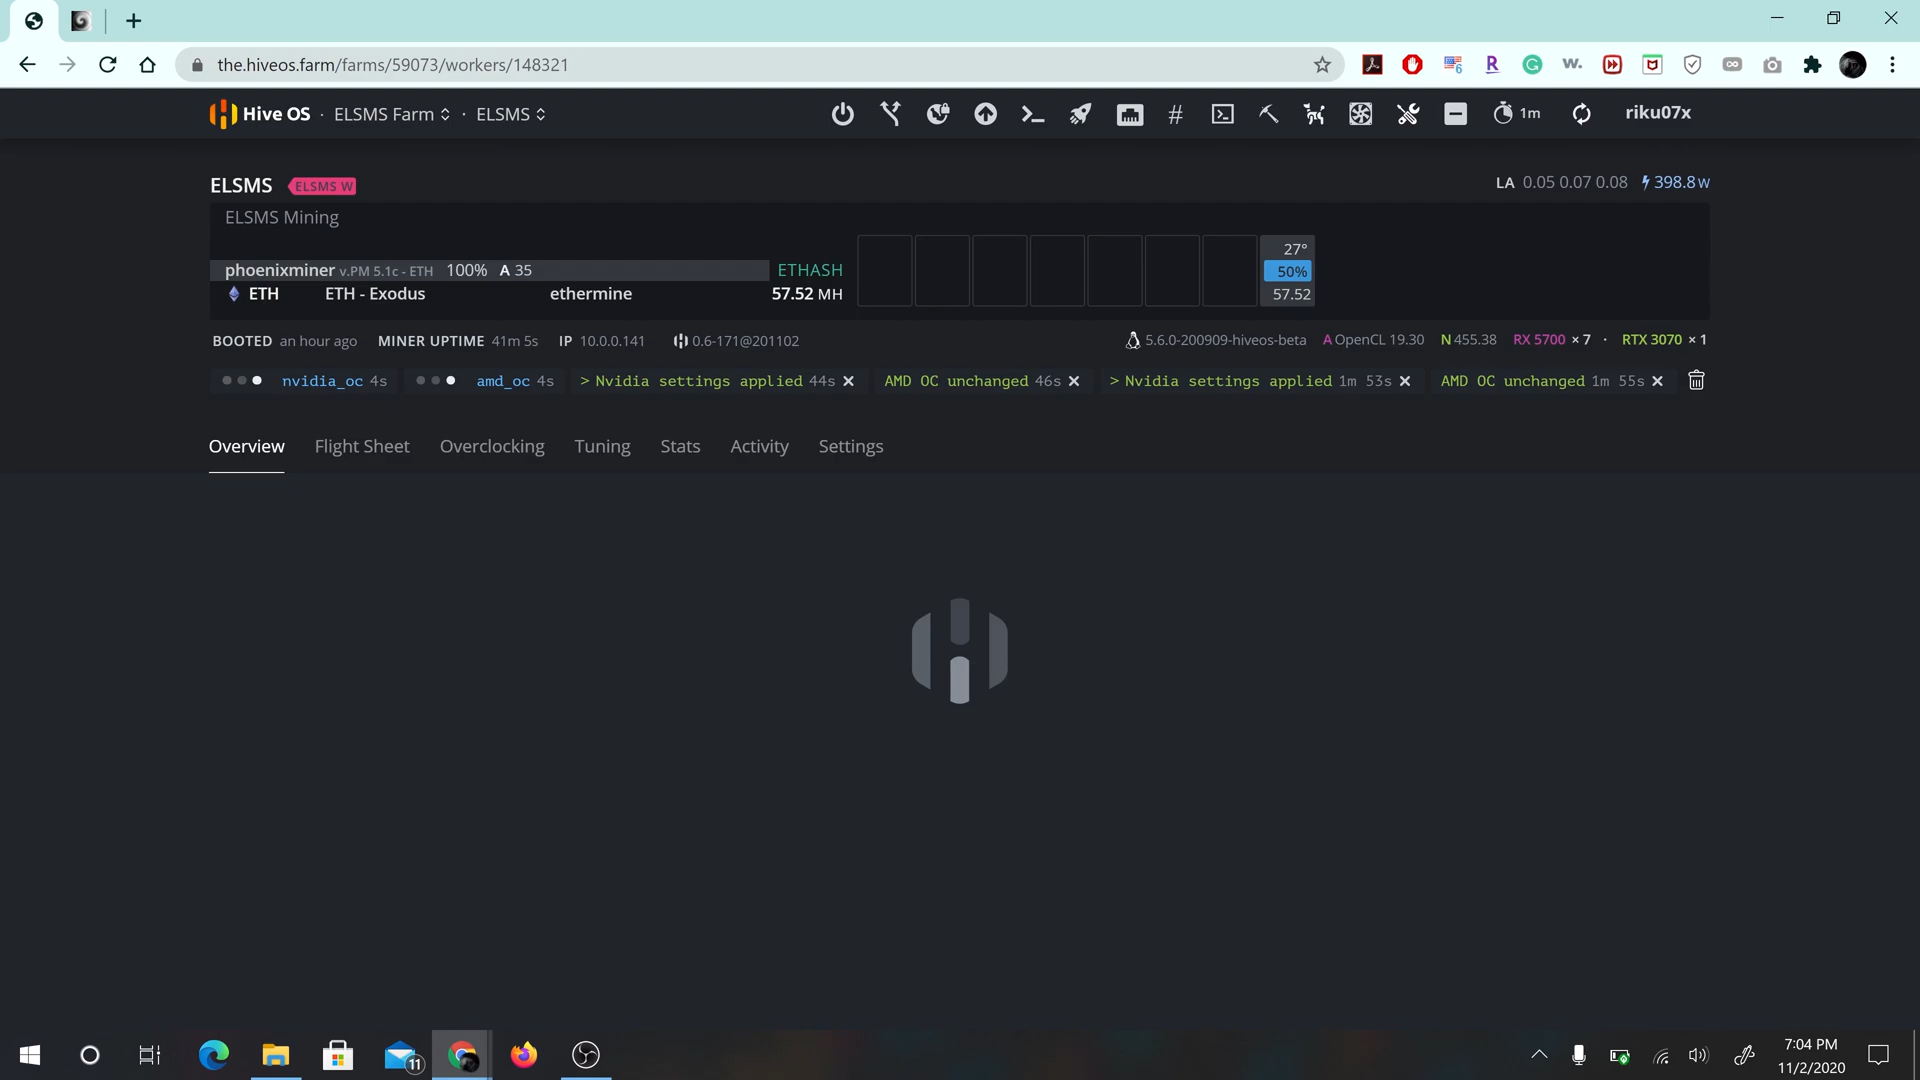 the.hiveos.farm/farms/59073/workers/148321
6 R G w.
Hive OS · ELSMS Farm · ELSMS # 1m riku07x
ELSMS ELSMS W LA 0.05 0.07 0.08 398.8 W
ELSMS Mining
27°
phoenixminer v.PM 5.1c - ETH 100% A 35 ETHASH 50%
ETH ETH - Exodus ethermine 57.52 MH 57.52
BOOTED an hour ago MINER UPTIME 41m 5s IP 10.0.0.141 0.6-171@201102 5.6.0-200909-hiveos-beta A OpenCL 19.30 N 455.38 RX 5700 × 7 · RTX 3070 × 1
nvidia_oc 4s amd_oc 4s > Nvidia settings applied 44s × AMD OC unchanged 46s × > Nvidia settings applied 1m 53s × AMD OC unchanged 1m 55s ×
Overview Flight Sheet Overclocking Tuning Stats Activity Settings
11
7:04 PM
11/2/2020